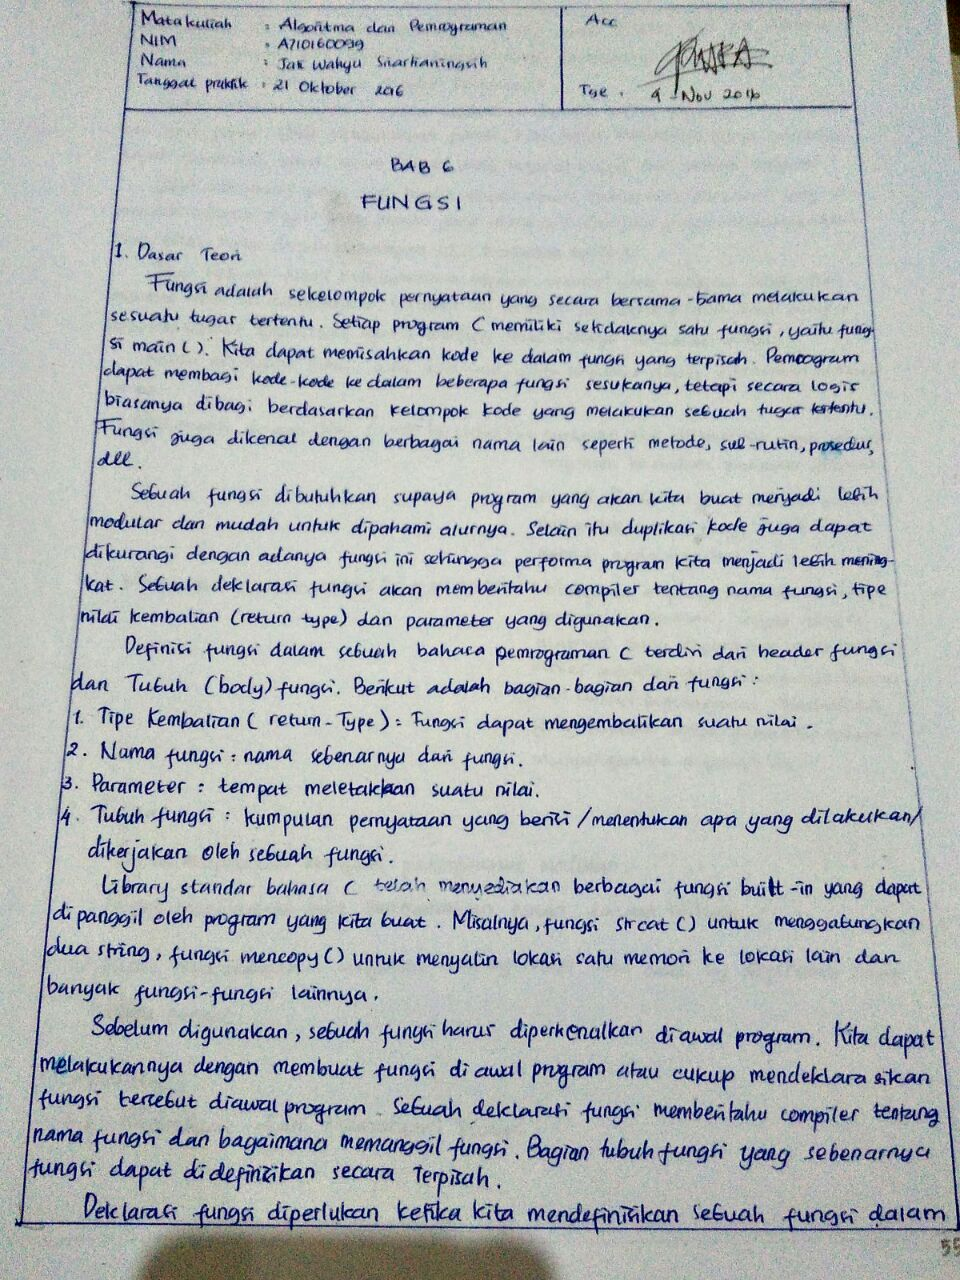 Matakuliah : Algoritma dan Pemrograman
NIM : A710160099
Nama : Jak Wahyu
Tanggal praktik : 21 Oktober 2016
Acc
Tgl. 9 - Nov 2016
BAB 6
FUNGSI
1. Dasar Teori
Fungsi adalah sekelompok pernyataan yang secara bersama-sama melakukan
sesuatu tugas tertentu. Setiap program C memiliki setidaknya satu fungsi, yaitu fung-
si main(). Kita dapat memisahkan kode ke dalam fungsi yang terpisah. Pemrogram
dapat membagi kode-kode ke dalam beberapa fungsi sesukanya, tetapi secara logis
biasanya dibagi berdasarkan kelompok kode yang melakukan sebuah tugas tertentu.
Fungsi juga dikenal dengan berbagai nama lain seperti metode, sub-rutin, prosedur,
dll.
Sebuah fungsi dibutuhkan supaya program yang akan kita buat menjadi lebih
modular dan mudah untuk dipahami alurnya. Selain itu duplikasi kode juga dapat
dikurangi dengan adanya fungsi ini sehingga performa program kita menjadi lebih mening-
kat. Sebuah deklarasi fungsi akan memberitahu compiler tentang nama fungsi, tipe
nilai kembalian (return type) dan parameter yang digunakan.
Definisi fungsi dalam sebuah bahasa pemrograman C terdiri dari header fungsi
dan Tubuh (body) fungsi. Berikut adalah bagian-bagian dari fungsi :
1. Tipe Kembalian (return-Type) : Fungsi dapat mengembalikan suatu nilai.
2. Nama fungsi : nama sebenarnya dari fungsi.
3. Parameter : tempat meletakkan suatu nilai.
4. Tubuh fungsi : kumpulan pernyataan yang berisi / menentukan apa yang dilakukan/
dikerjakan oleh sebuah fungsi.
Library standar bahasa C telah menyediakan berbagai fungsi built-in yang dapat
dipanggil oleh program yang kita buat. Misalnya, fungsi strcat() untuk menggabungkan
dua string, fungsi memcopy() untuk menyalin lokasi satu memori ke lokasi lain dan
banyak fungsi-fungsi lainnya.
Sebelum digunakan, sebuah fungsi harus diperkenalkan diawal program. Kita dapat
melakukannya dengan membuat fungsi di awal program atau cukup mendeklarasikan
fungsi tersebut diawal program. Sebuah deklarasi fungsi memberitahu compiler tentang
nama fungsi dan bagaimana memanggil fungsi. Bagian tubuh fungsi yang sebenarnya
fungsi dapat didefinisikan secara Terpisah.
Deklarasi fungsi diperlukan ketika kita mendefinisikan sebuah fungsi dalam
55